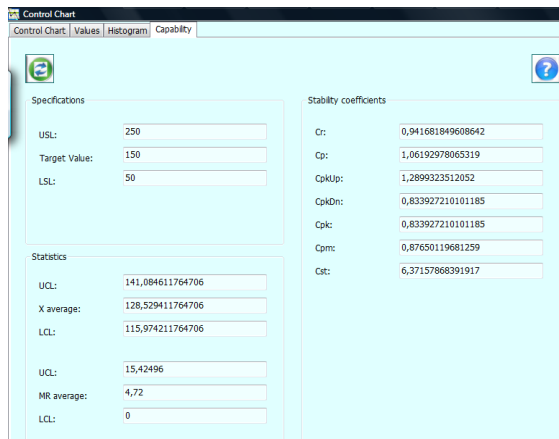 Control Chart
Control Chart Values Histogram Capability
?
Specifications
USL: 250
Target Value: 150
LSL: 50
Statistics
UCL: 141,084611764706
X average: 128,529411764706
LCL: 115,974211764706
UCL: 15,42496
MR average: 4,72
LCL: 0
Stability coefficients
Cr: 0,941681849608642
Cp: 1,06192978065319
CpkUp: 1,2899323512052
CpkDn: 0,833927210101185
Cpk: 0,833927210101185
Cpm: 0,87650119681259
Cst: 6,37157868391917